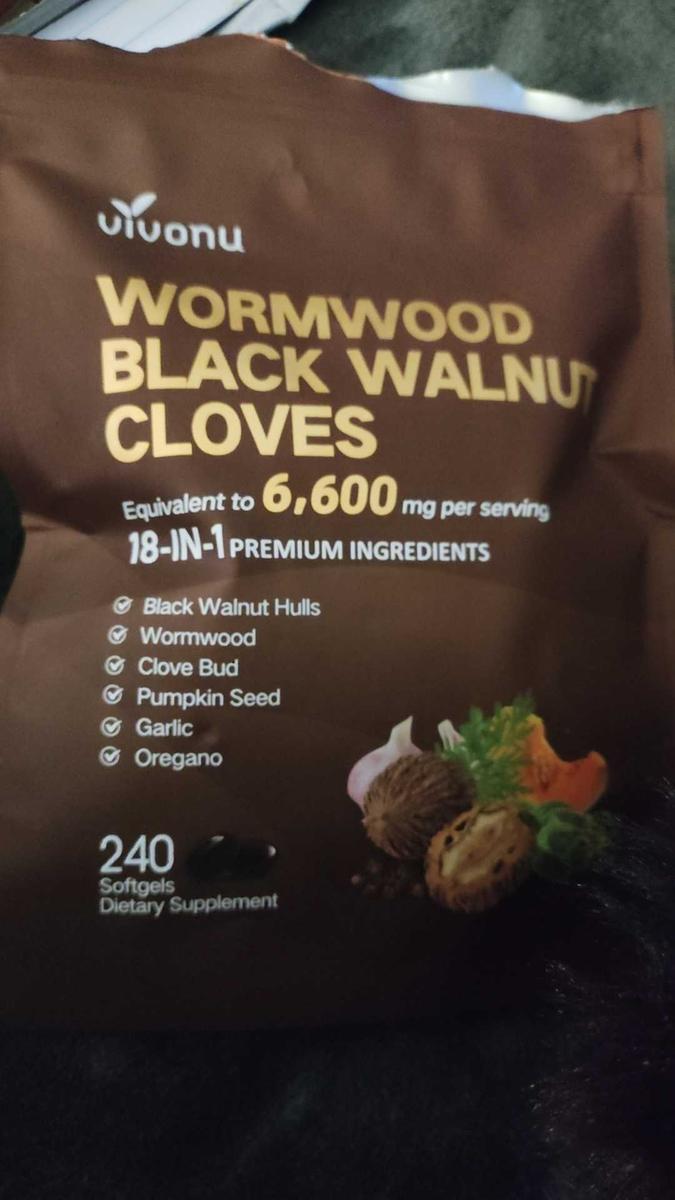 vivonu
WORMWOOD
BLACK WALNUT
CLOVES
Equivalent to 6,600 mg per serving
18-IN-1 PREMIUM INGREDIENTS
Black Walnut Hulls
Wormwood
Clove Bud
Pumpkin Seed
Garlic
Oregano
240
Softgels
Dietary Supplement